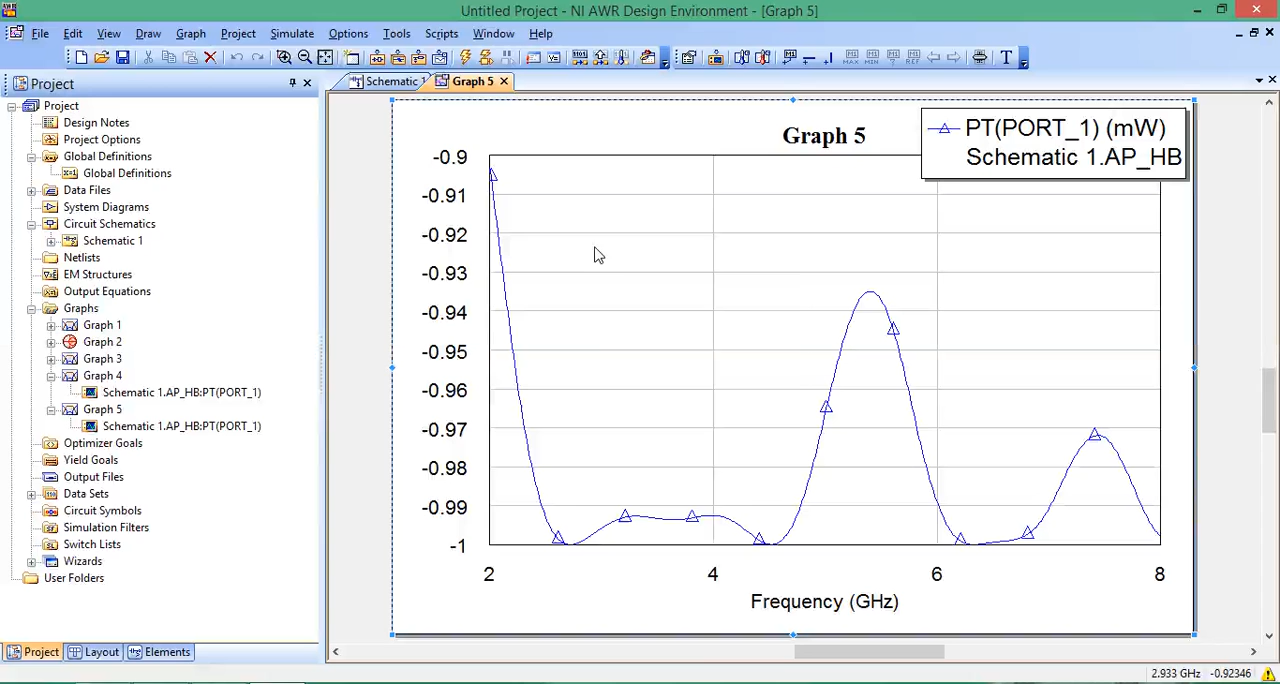 Untitled Project - NI AWR Design Environment - [Graph 5]
File Edit View Draw Graph Project Simulate Options Tools Scripts Window Help
Project
Schematic 1
Graph 5
Project
Design Notes
Project Options
Global Definitions
Global Definitions
Data Files
System Diagrams
Circuit Schematics
Schematic 1
Netlists
EM Structures
Output Equations
Graphs
Graph 1
Graph 2
Graph 3
Graph 4
Schematic 1.AP_HB:PT(PORT_1)
Graph 5
Schematic 1.AP_HB:PT(PORT_1)
Optimizer Goals
Yield Goals
Output Files
Data Sets
Circuit Symbols
Simulation Filters
Switch Lists
Wizards
User Folders
Project Layout Elements
Graph 5
PT(PORT_1) (mW)
Schematic 1.AP_HB
-0.9
-0.91
-0.92
-0.93
-0.94
-0.95
-0.96
-0.97
-0.98
-0.99
-1
2 4 6 8
Frequency (GHz)
2.933 GHz -0.92346